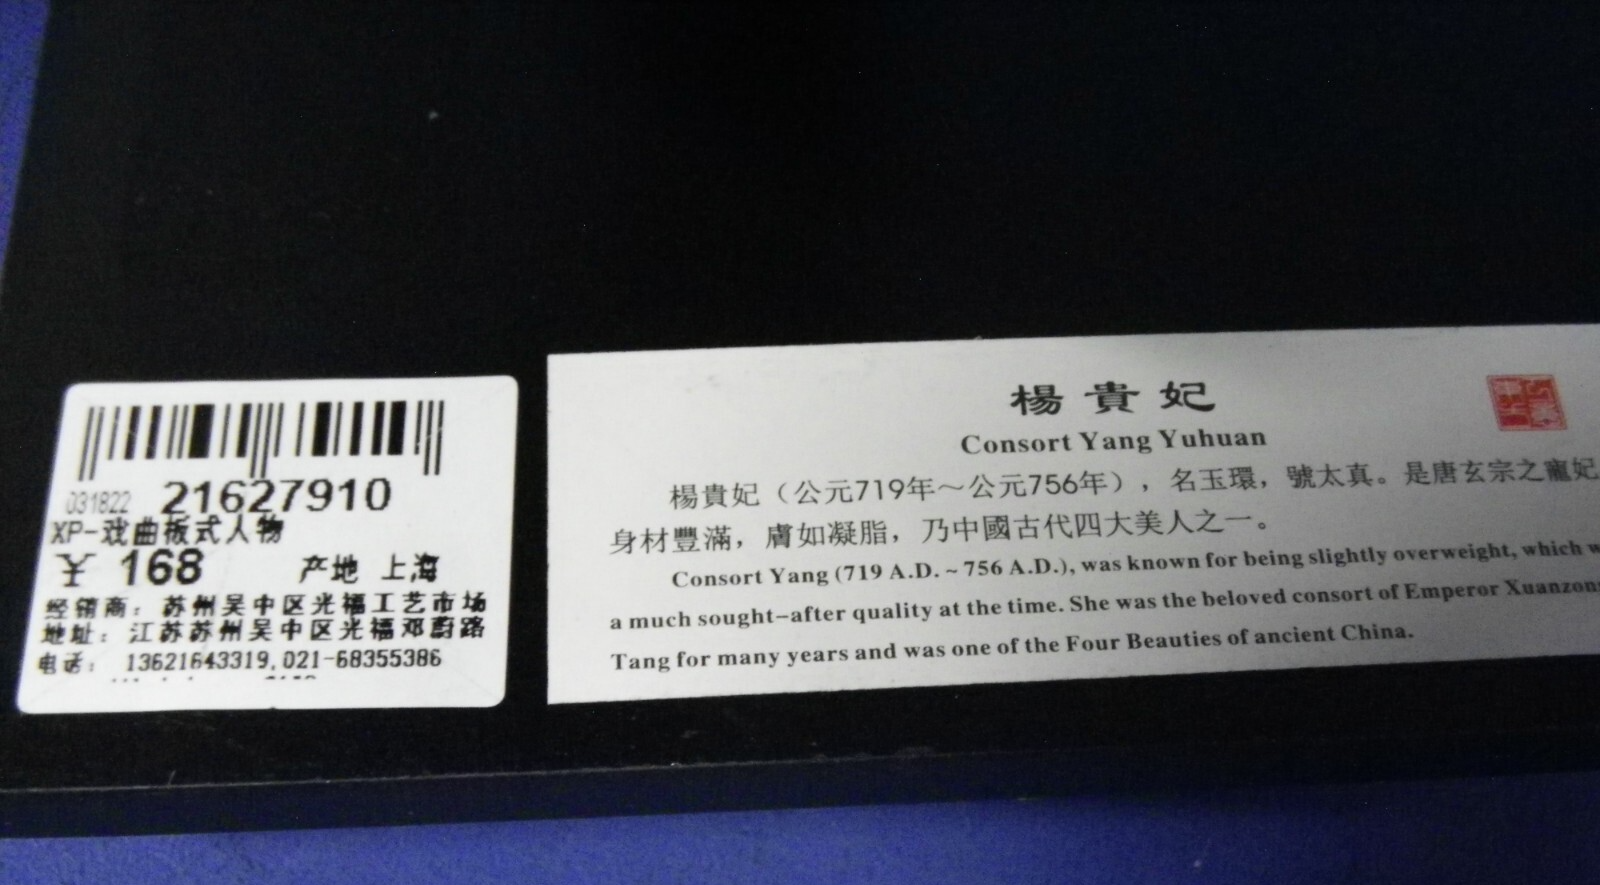 031822 21627910
XP-戏曲板式人物
￥ 168 产地 上海
经销商: 苏州吴中区光福工艺市场
地址: 江苏苏州吴中区光福邓蔚路
电话: 13621643319,021-68355386
楊貴妃
Consort Yang Yuhuan
楊貴妃（公元719年～公元756年），名玉環，號太真。是唐玄宗之寵妃
身材豐滿，膚如凝脂，乃中國古代四大美人之一。
Consort Yang (719 A.D. ~ 756 A.D.), was known for being slightly overweight, which w
a much sought-after quality at the time. She was the beloved consort of Emperor Xuanzon
Tang for many years and was one of the Four Beauties of ancient China.